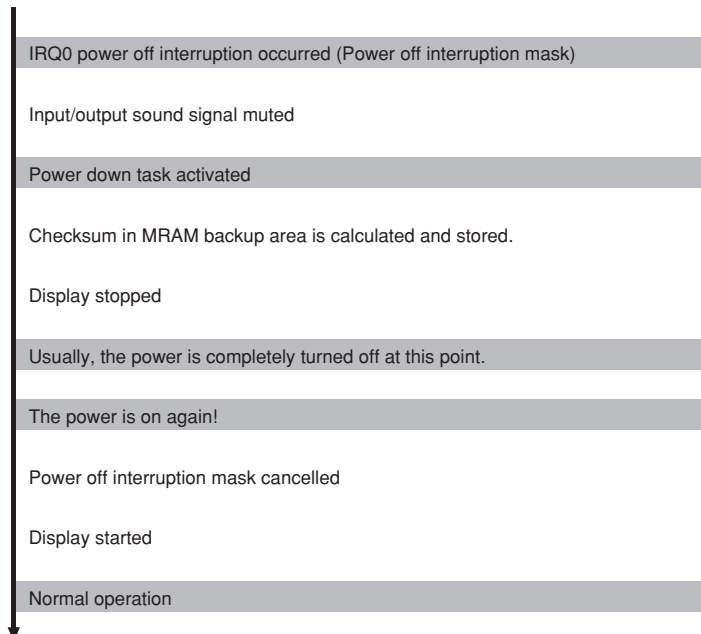 IRQ0 power off interruption occurred (Power off interruption mask)
Input/output sound signal muted
Power down task activated
Checksum in MRAM backup area is calculated and stored.
Display stopped
Usually, the power is completely turned off at this point.
The power is on again!
Power off interruption mask cancelled
Display started
Normal operation